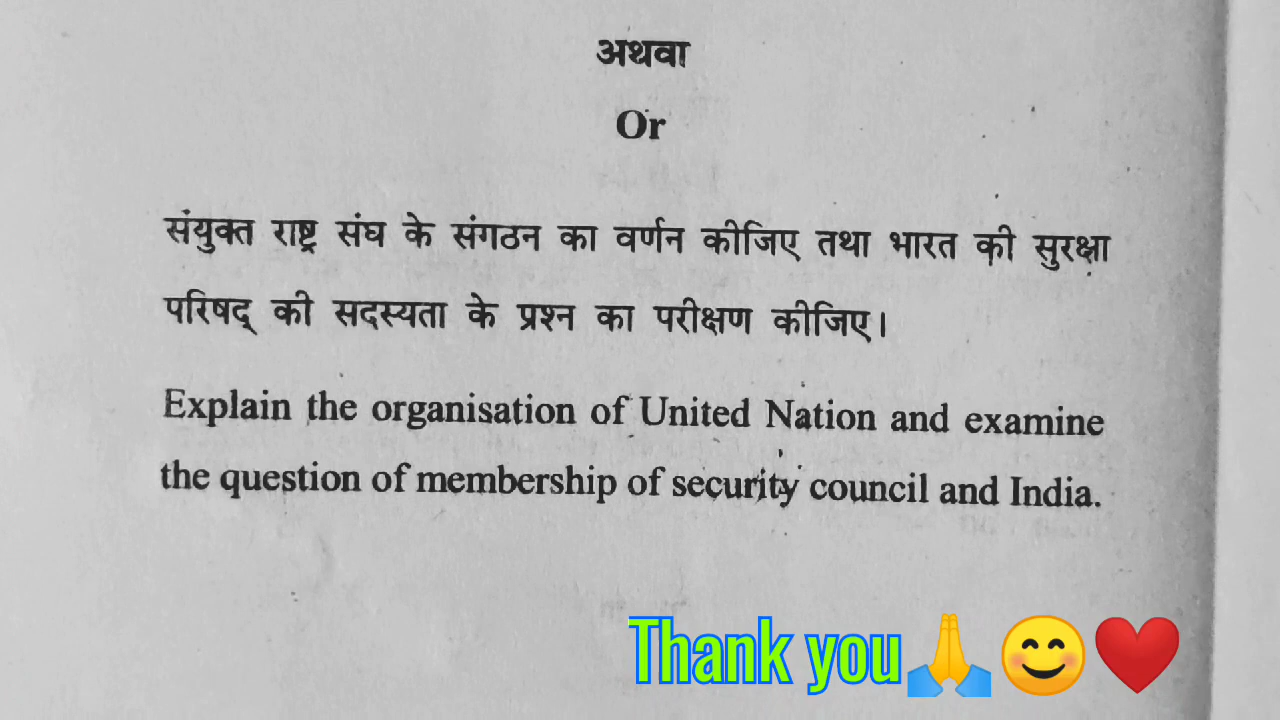 अथवा
Or
संयुक्त राष्ट्र संघ के संगठन का वर्णन कीजिए तथा भारत की सुरक्षा
परिषद् की सदस्यता के प्रश्न का परीक्षण कीजिए।
Explain the organisation of United Nation and examine
the question of membership of security council and India.
Thank you🙏😊❤️